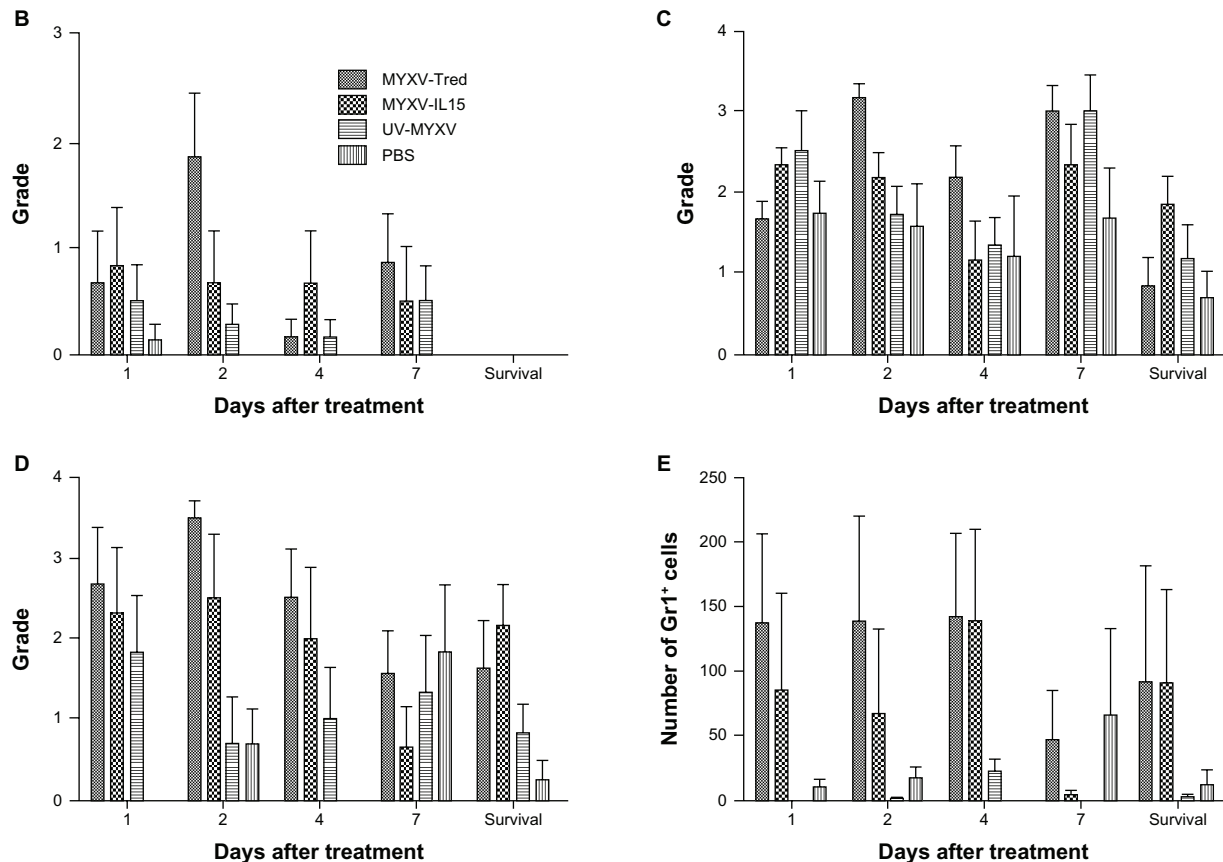 B
3
2
1
0
Grade
MYXV-Tred
MYXV-IL15
UV-MYXV
PBS
1 2 4 7 Survival
Days after treatment
C
4
3
2
1
0
Grade
1 2 4 7 Survival
Days after treatment
D
4
3
2
1
0
Grade
1 2 4 7 Survival
Days after treatment
E
250
200
150
100
50
0
Number of Gr1⁺ cells
1 2 4 7 Survival
Days after treatment